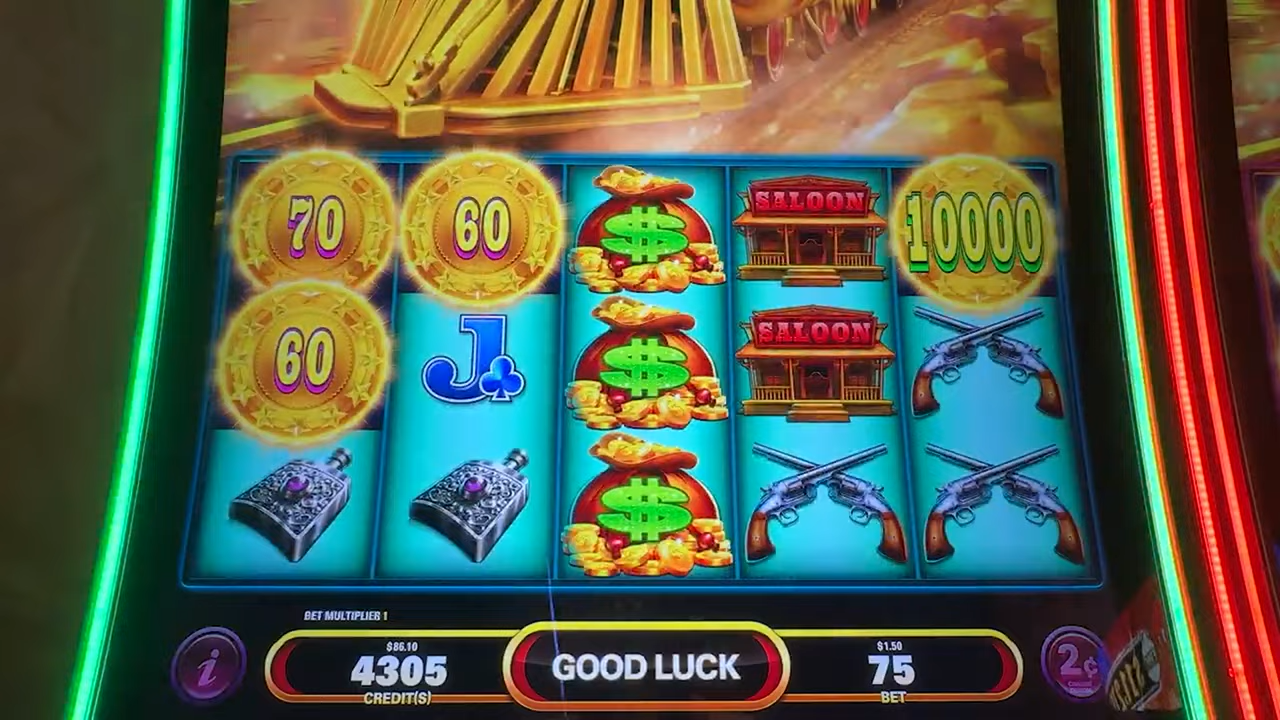 70
60
10000
SALOON
$
60
J
$
SALOON
$
BET MULTIPLIER 1
$86.10
4305
CREDIT(S)
GOOD LUCK
$1.50
75
BET
i
2¢